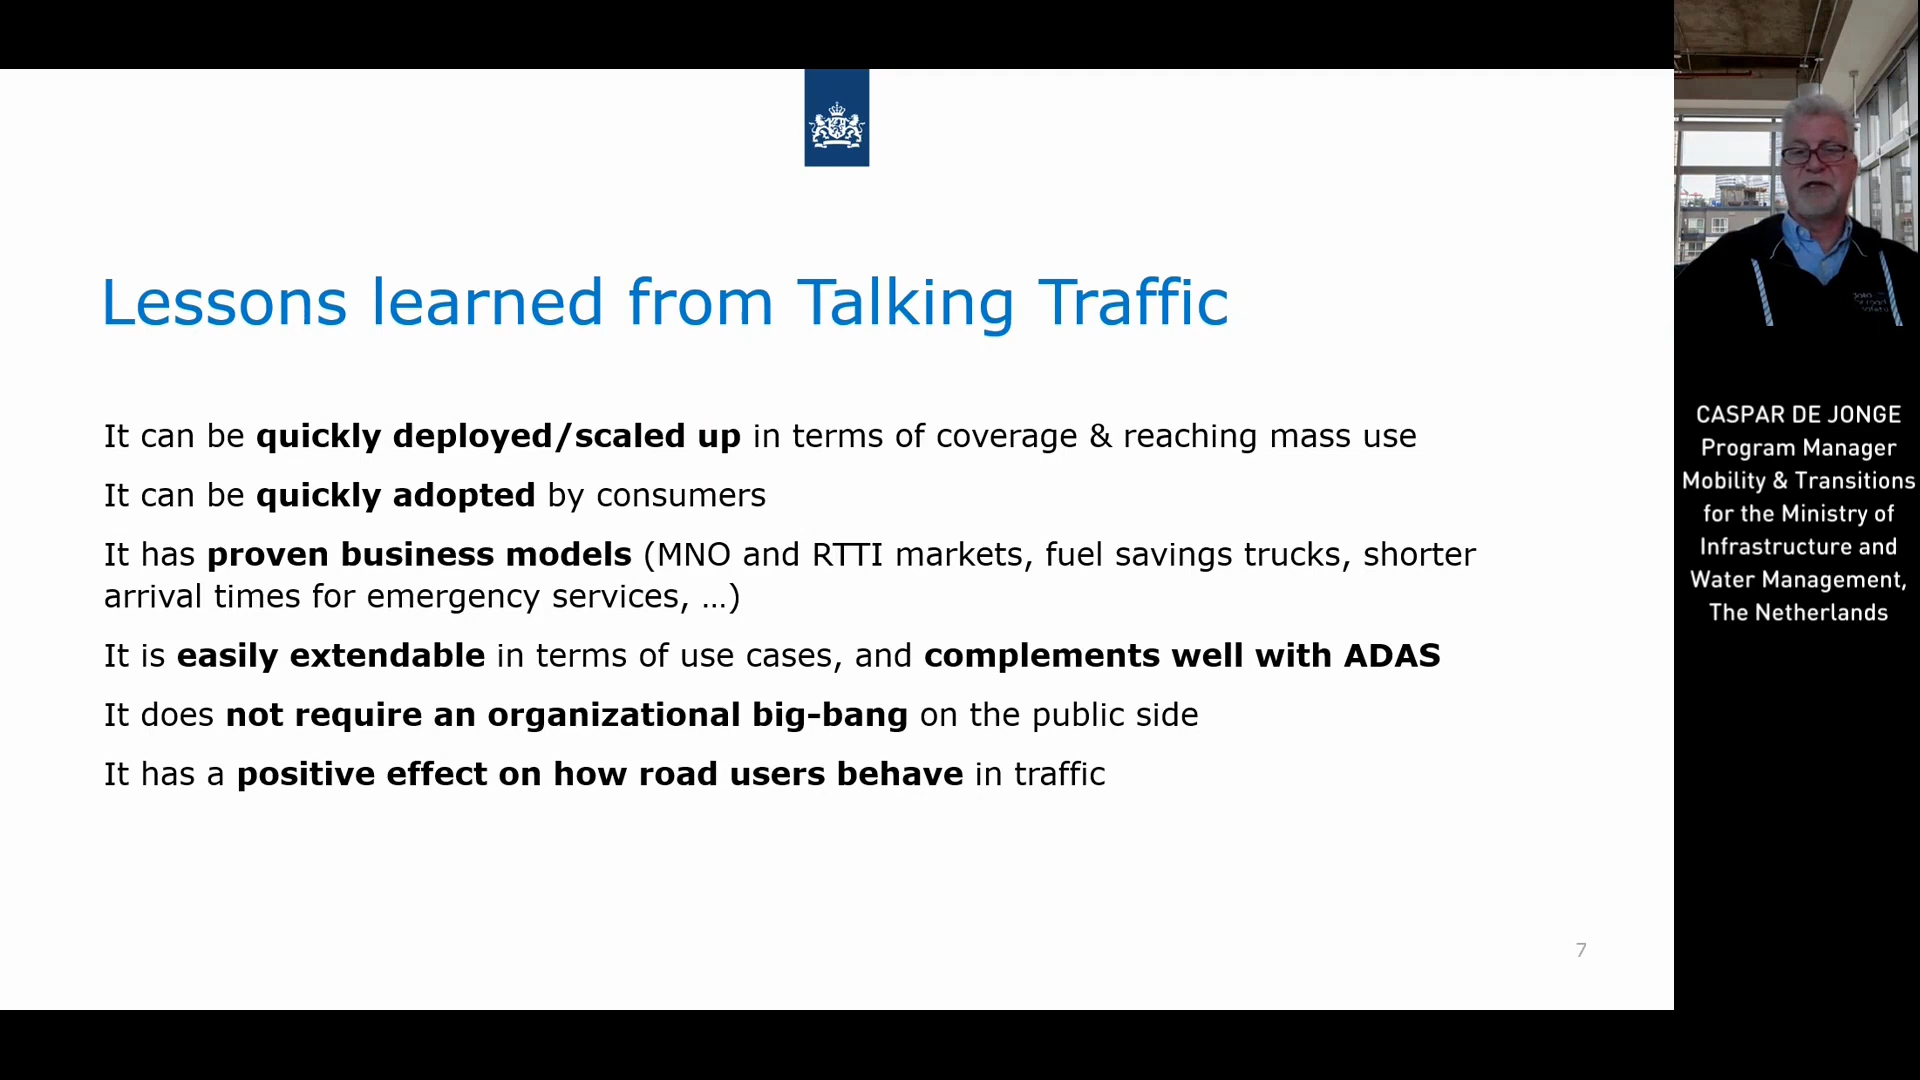 Lessons learned from Talking Traffic
It can be quickly deployed/scaled up in terms of coverage & reaching mass use
It can be quickly adopted by consumers
It has proven business models (MNO and RTTI markets, fuel savings trucks, shorter
arrival times for emergency services, …)
It is easily extendable in terms of use cases, and complements well with ADAS
It does not require an organizational big-bang on the public side
It has a positive effect on how road users behave in traffic
7
CASPAR DE JONGE
Program Manager
Mobility & Transitions
for the Ministry of
Infrastructure and
Water Management,
The Netherlands